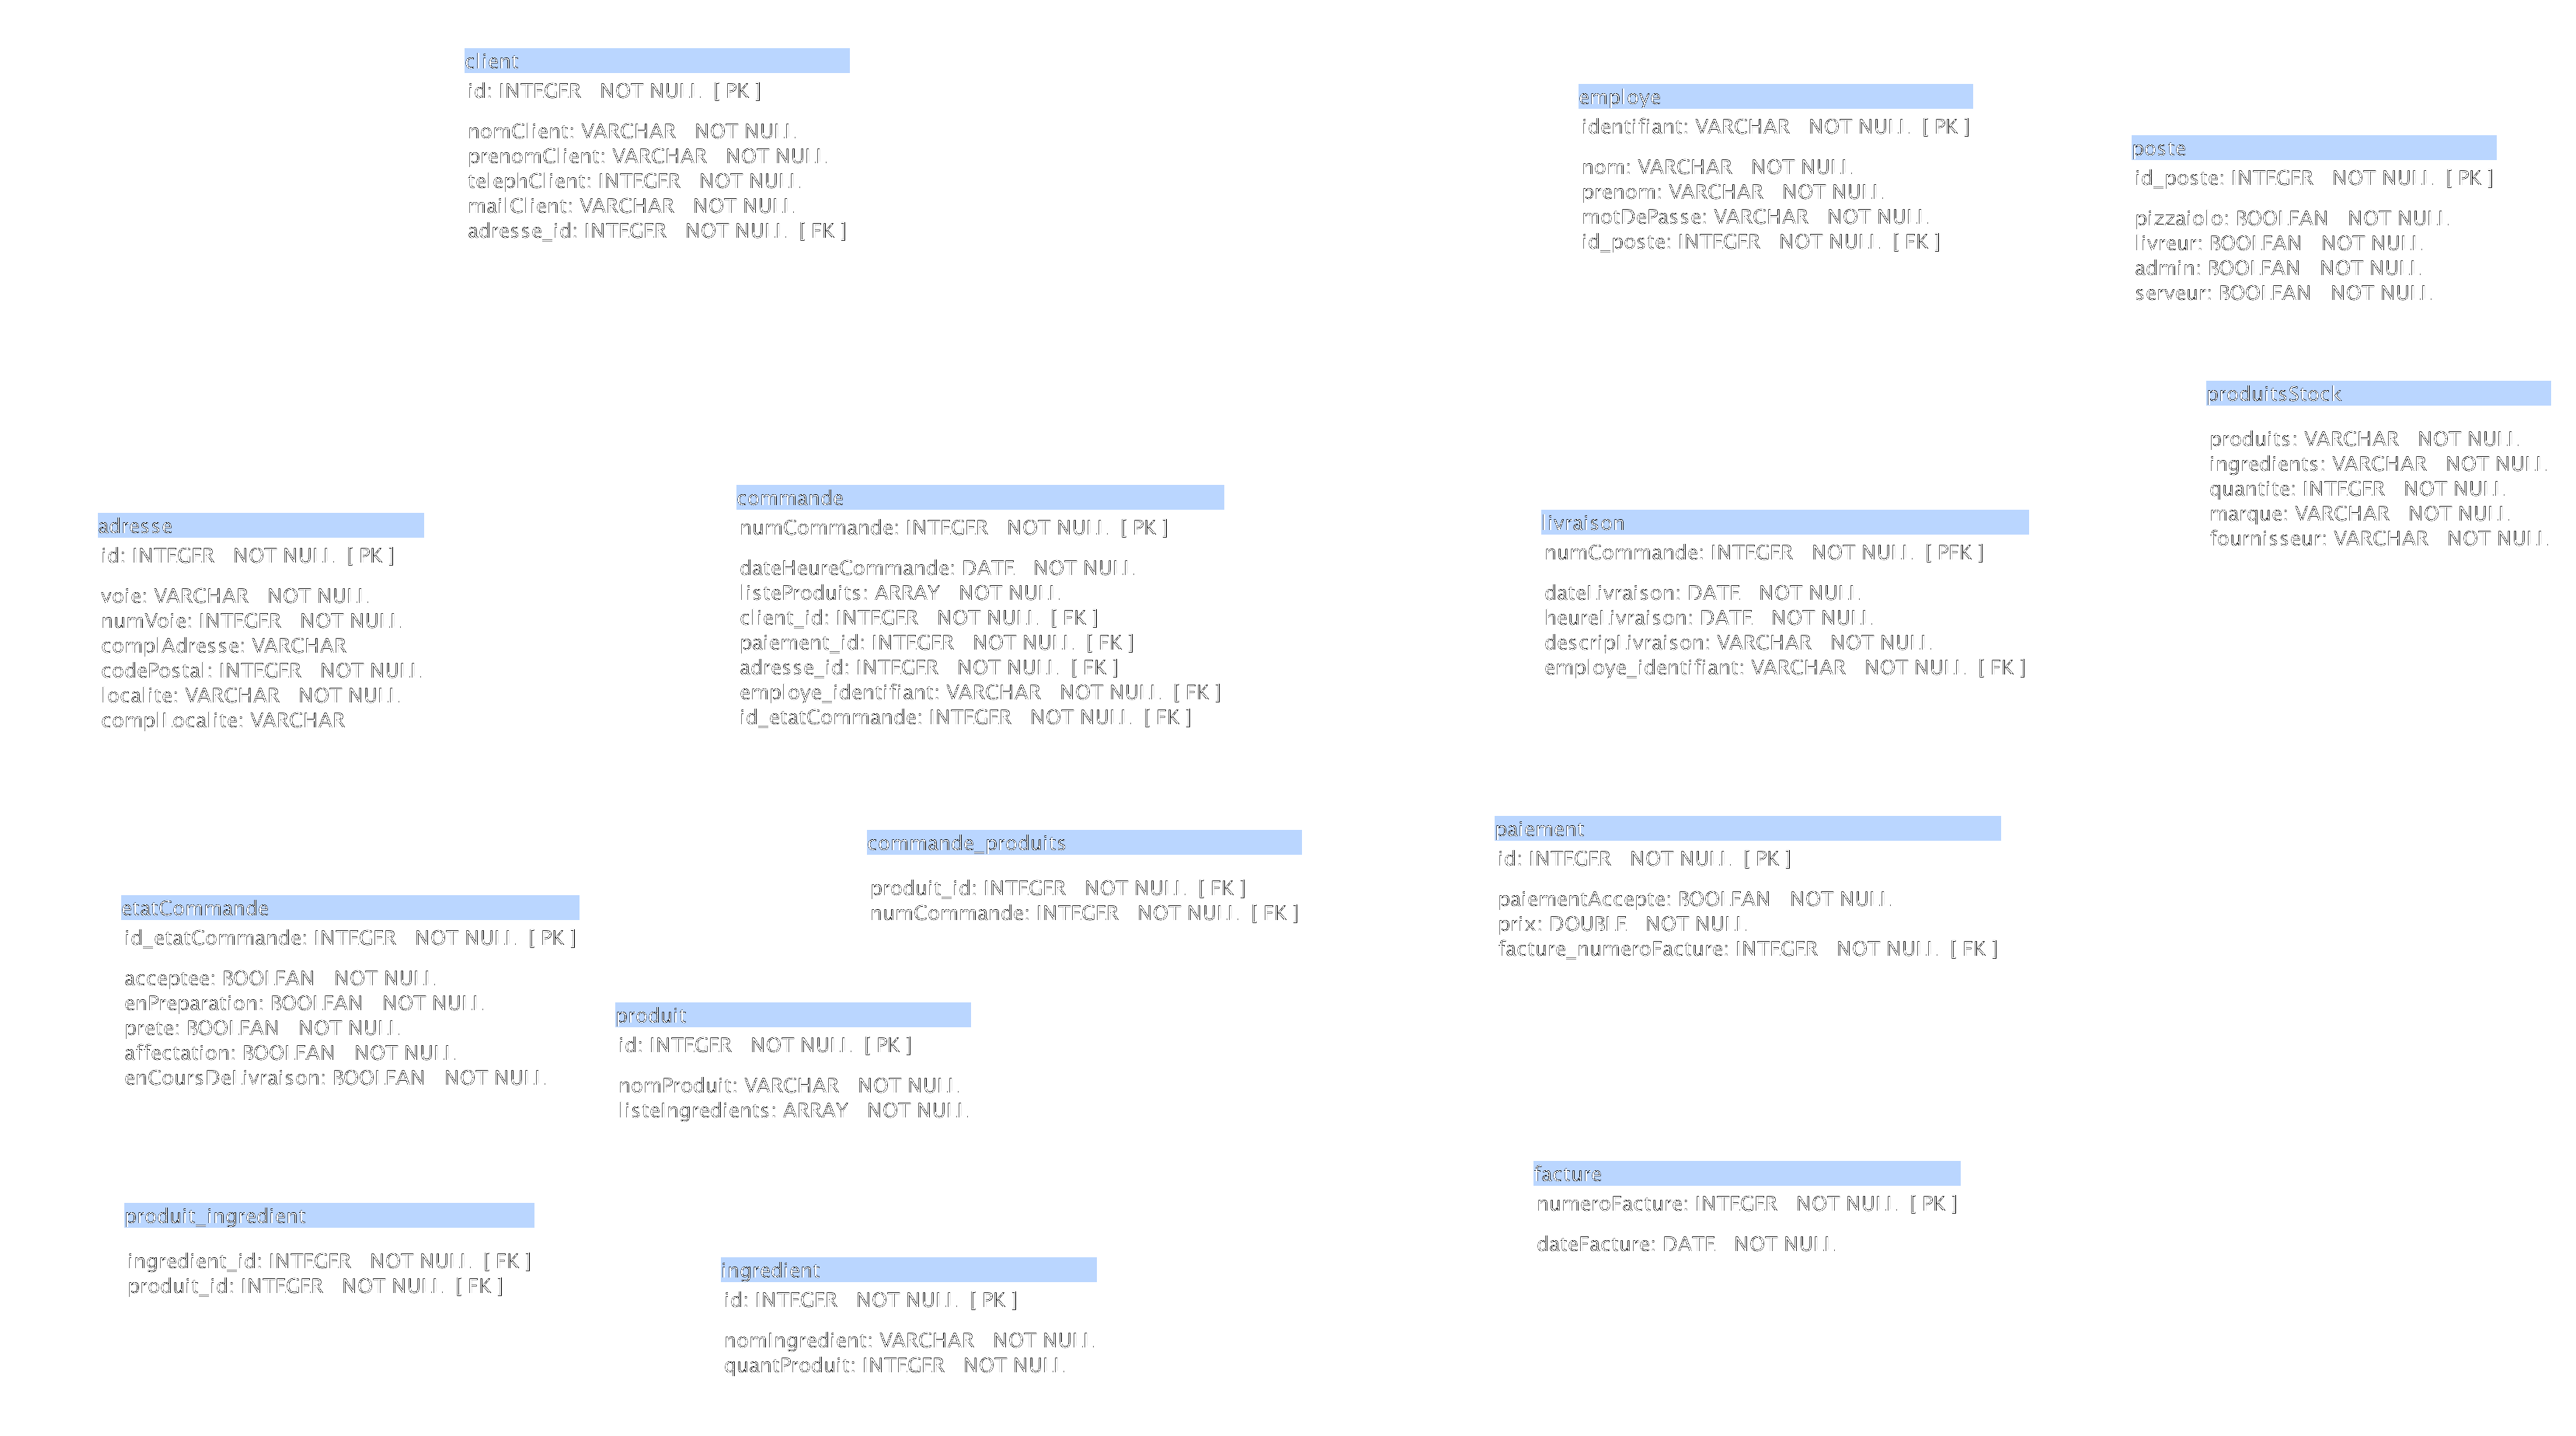 client
id: INTEGER NOT NULL [ PK ]
nomClient: VARCHAR NOT NULL
prenomClient: VARCHAR NOT NULL
telephClient: INTEGER NOT NULL
mailClient: VARCHAR NOT NULL
adresse_id: INTEGER NOT NULL [ FK ]
employe
identifiant: VARCHAR NOT NULL [ PK ]
nom: VARCHAR NOT NULL
prenom: VARCHAR NOT NULL
motDePasse: VARCHAR NOT NULL
id_poste: INTEGER NOT NULL [ FK ]
poste
id_poste: INTEGER NOT NULL [ PK ]
pizzaiolo: BOOLEAN NOT NULL
livreur: BOOLEAN NOT NULL
admin: BOOLEAN NOT NULL
serveur: BOOLEAN NOT NULL
produitsStock
produits: VARCHAR NOT NULL
ingredients: VARCHAR NOT NULL
quantite: INTEGER NOT NULL
marque: VARCHAR NOT NULL
fournisseur: VARCHAR NOT NULL
adresse
id: INTEGER NOT NULL [ PK ]
voie: VARCHAR NOT NULL
numVoie: INTEGER NOT NULL
complAdresse: VARCHAR
codePostal: INTEGER NOT NULL
localite: VARCHAR NOT NULL
complLocalite: VARCHAR
commande
numCommande: INTEGER NOT NULL [ PK ]
dateHeureCommande: DATE NOT NULL
listeProduits: ARRAY NOT NULL
client_id: INTEGER NOT NULL [ FK ]
paiement_id: INTEGER NOT NULL [ FK ]
adresse_id: INTEGER NOT NULL [ FK ]
employe_identifiant: VARCHAR NOT NULL [ FK ]
id_etatCommande: INTEGER NOT NULL [ FK ]
livraison
numCommande: INTEGER NOT NULL [ PFK ]
dateLivraison: DATE NOT NULL
heureLivraison: DATE NOT NULL
descripLivraison: VARCHAR NOT NULL
employe_identifiant: VARCHAR NOT NULL [ FK ]
commande_produits
produit_id: INTEGER NOT NULL [ FK ]
numCommande: INTEGER NOT NULL [ FK ]
paiement
id: INTEGER NOT NULL [ PK ]
paiementAccepte: BOOLEAN NOT NULL
prix: DOUBLE NOT NULL
facture_numeroFacture: INTEGER NOT NULL [ FK ]
etatCommande
id_etatCommande: INTEGER NOT NULL [ PK ]
acceptee: BOOLEAN NOT NULL
enPreparation: BOOLEAN NOT NULL
prete: BOOLEAN NOT NULL
affectation: BOOLEAN NOT NULL
enCoursDeLivraison: BOOLEAN NOT NULL
produit
id: INTEGER NOT NULL [ PK ]
nomProduit: VARCHAR NOT NULL
listeIngredients: ARRAY NOT NULL
produit_ingredient
ingredient_id: INTEGER NOT NULL [ FK ]
produit_id: INTEGER NOT NULL [ FK ]
ingredient
id: INTEGER NOT NULL [ PK ]
nomIngredient: VARCHAR NOT NULL
quantProduit: INTEGER NOT NULL
facture
numeroFacture: INTEGER NOT NULL [ PK ]
dateFacture: DATE NOT NULL